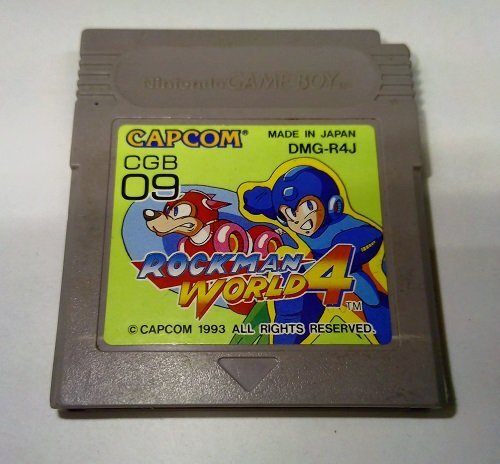 Nintendo GAME BOY TM
CAPCOM®
MADE IN JAPAN
DMG-R4J
CGB
09
ROCKMAN
WORLD 4
TM
© CAPCOM 1993 ALL RIGHTS RESERVED.